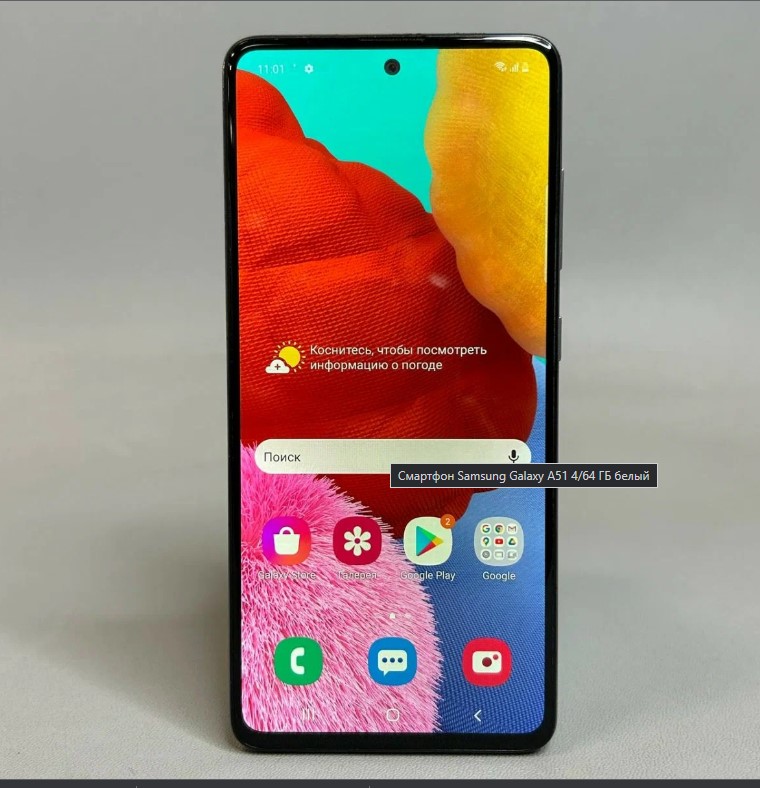 11:01
Коснитесь, чтобы посмотреть
информацию о погоде
Поиск
Смартфон Samsung Galaxy A51 4/64 ГБ белый
2
Galaxy Store
Галерея
Google Play
Google